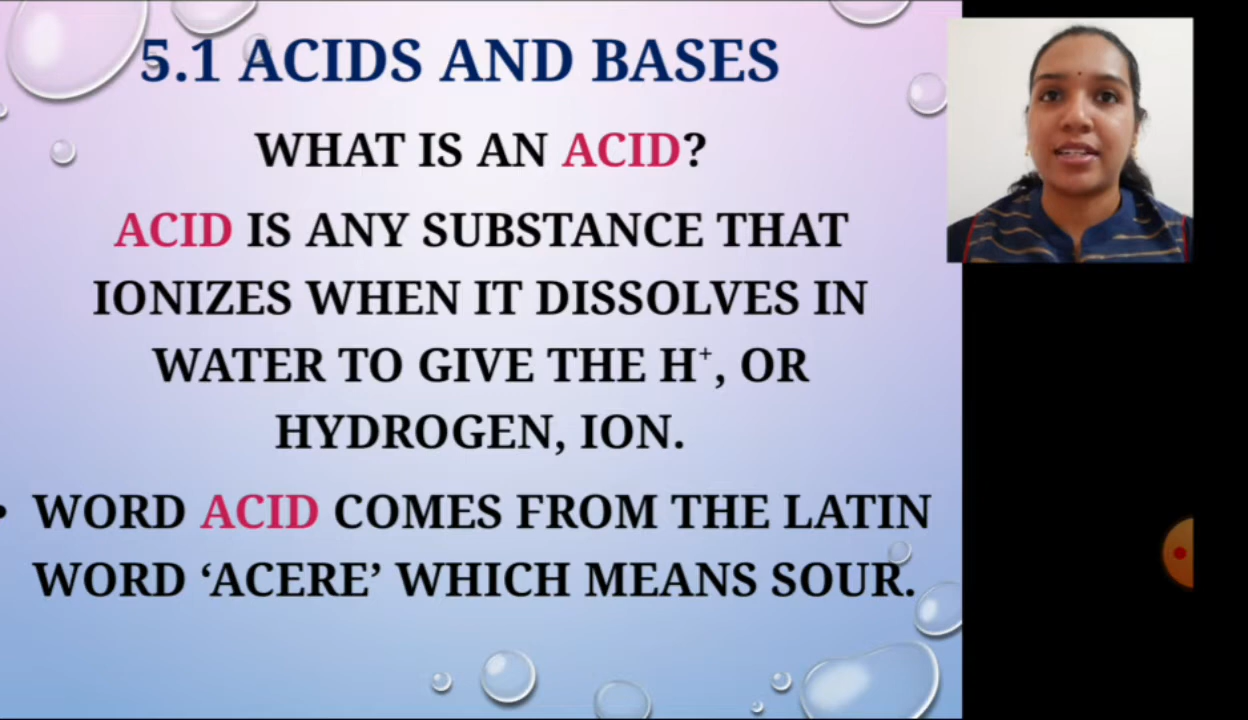 5.1 ACIDS AND BASES
WHAT IS AN ACID?
ACID IS ANY SUBSTANCE THAT
IONIZES WHEN IT DISSOLVES IN
WATER TO GIVE THE H⁺, OR
HYDROGEN, ION.
• WORD ACID COMES FROM THE LATIN
WORD ‘ACERE’ WHICH MEANS SOUR.